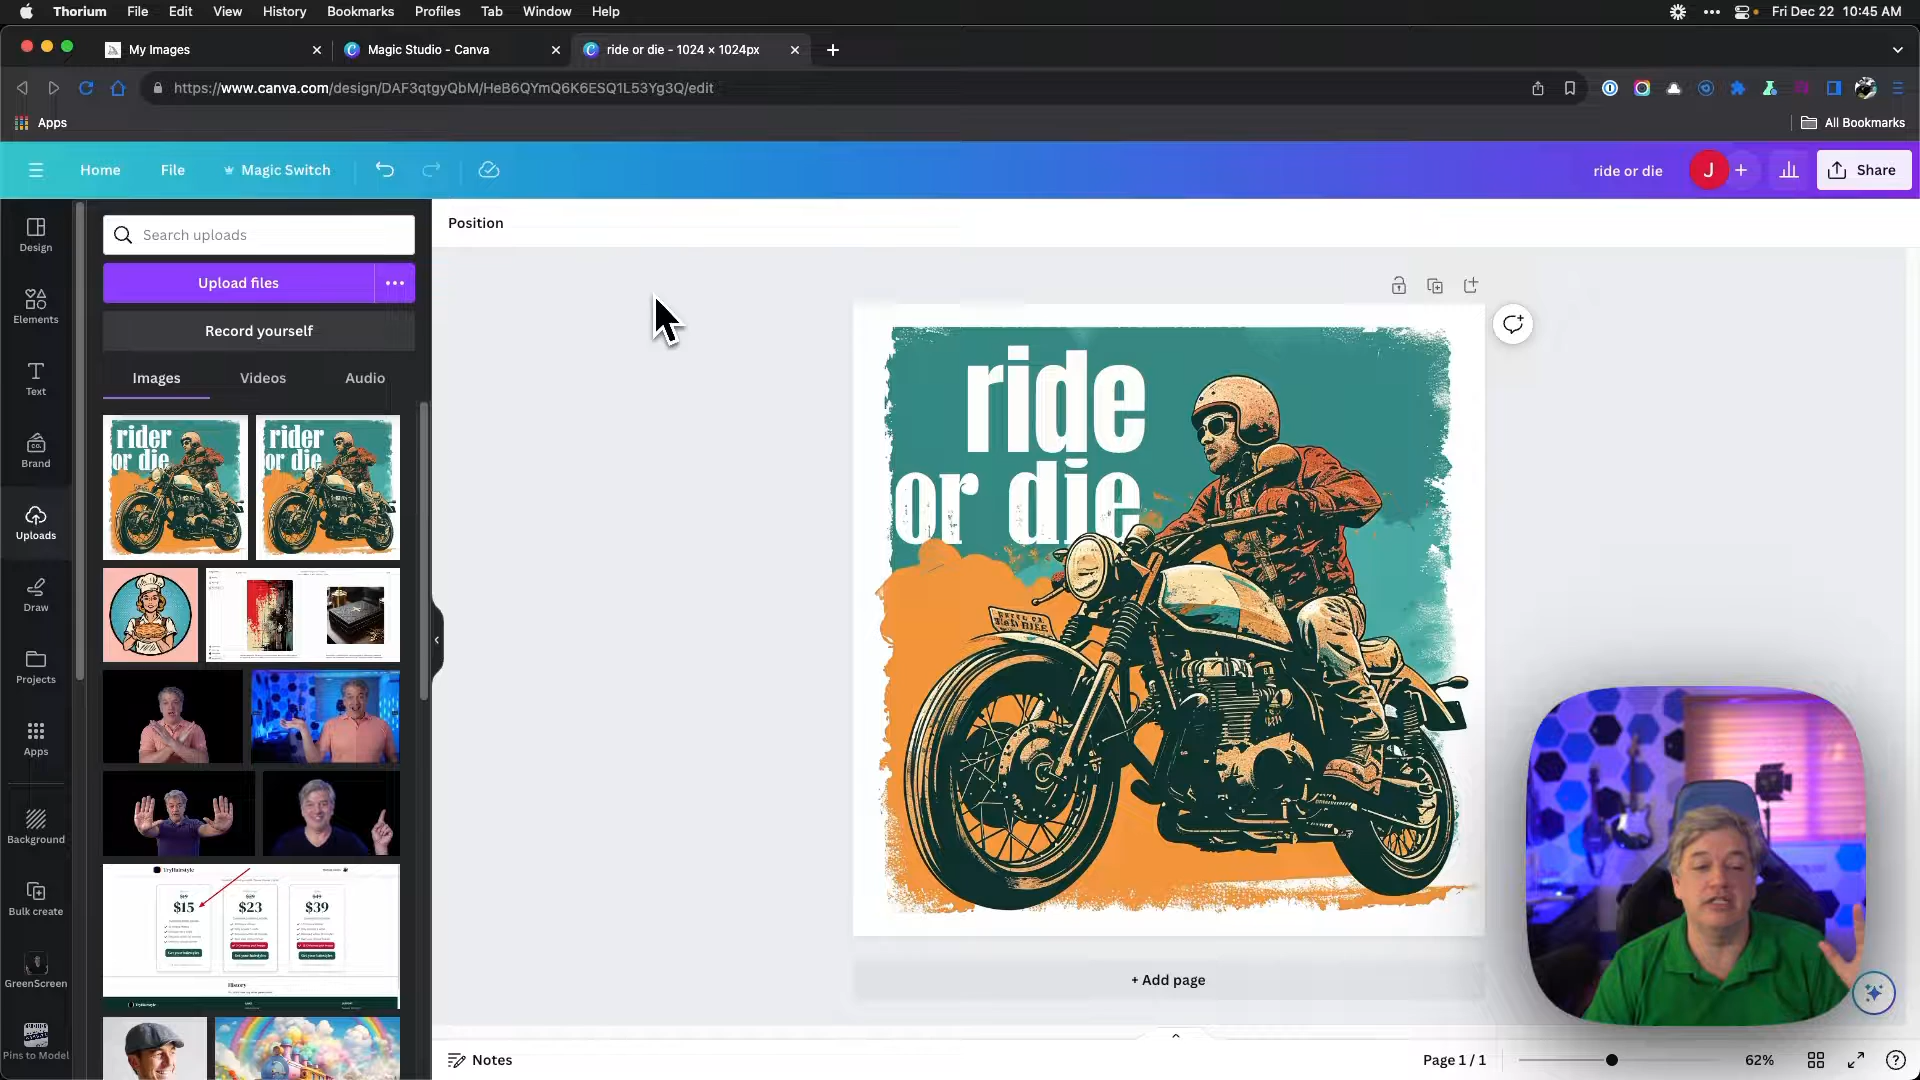 Thorium File Edit View History Bookmarks Profiles Tab Window Help
Fri Dec 22 10:45 AM
My Images
Magic Studio - Canva
ride or die - 1024 × 1024px
https://www.canva.com/design/DAF3qtgyQbM/HeB6QYmQ6K6ESQ1L53Yg3Q/edit
Apps
All Bookmarks
Home
File
Magic Switch
ride or die
J
Share
Design
Elements
Text
Brand
Uploads
Draw
Projects
Apps
Background
Bulk create
GreenScreen
Pins to Model
Search uploads
Upload files
Record yourself
Images
Videos
Audio
rider
or die
rider
or die
TryHairstyle
$15
$23
$39
History
Position
ride
or die
+ Add page
Notes
Page 1 / 1
62%